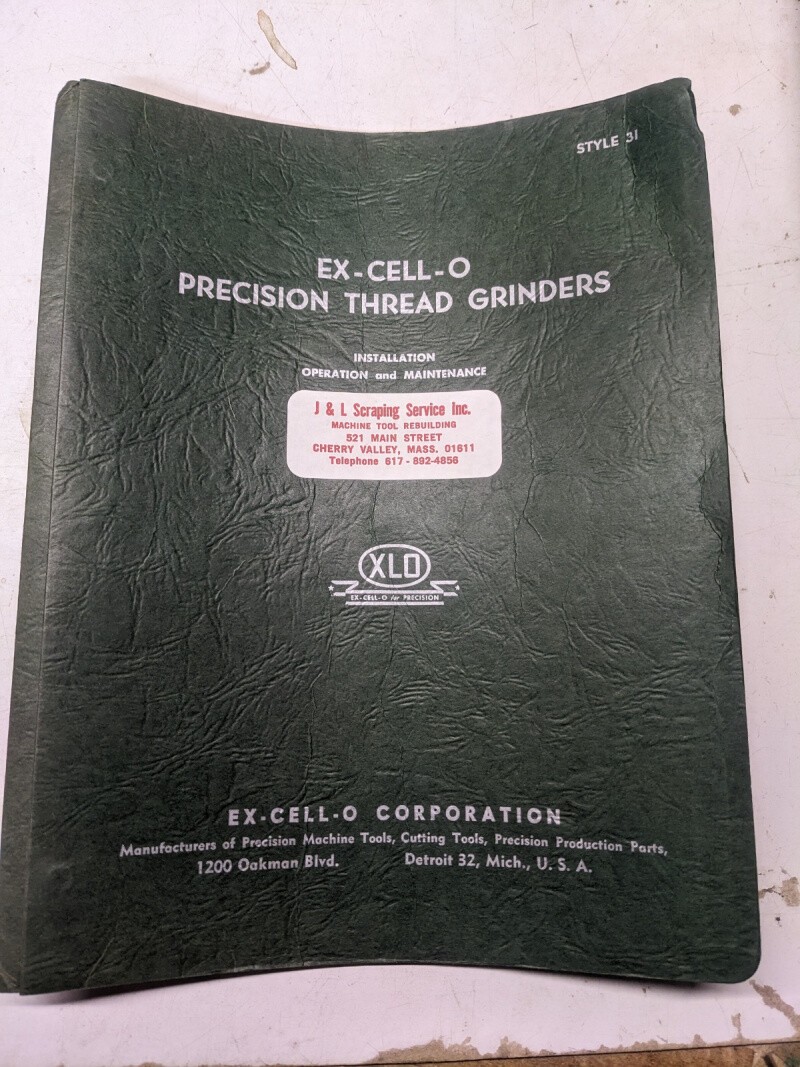 STYLE 31
EX-CELL-O
PRECISION THREAD GRINDERS
INSTALLATION
OPERATION and MAINTENANCE
J & L Scraping Service Inc.
MACHINE TOOL REBUILDING
521 MAIN STREET
CHERRY VALLEY, MASS. 01611
Telephone 617 - 892-4856
XLO
EX-CELL-O for PRECISION
EX-CELL-O CORPORATION
Manufacturers of Precision Machine Tools, Cutting Tools, Precision Production Parts,
1200 Oakman Blvd. Detroit 32, Mich., U. S. A.